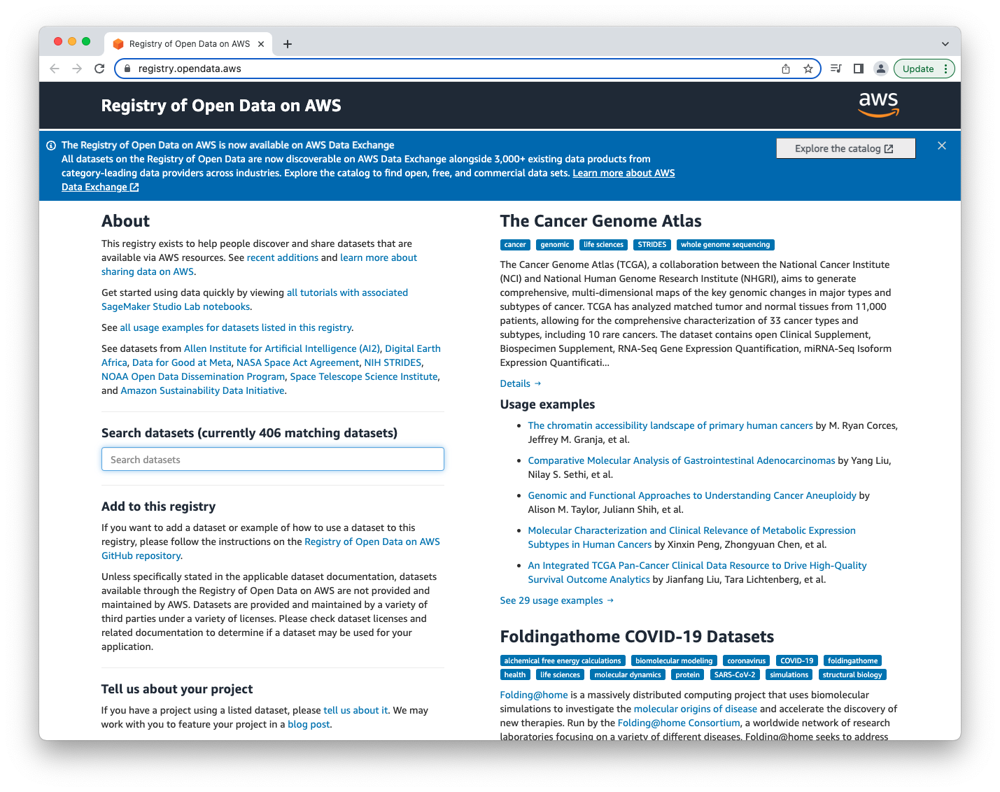 Registry of Open Data on AWS
registry.opendata.aws
Update
Registry of Open Data on AWS
aws
The Registry of Open Data on AWS is now available on AWS Data Exchange
All datasets on the Registry of Open Data are now discoverable on AWS Data Exchange alongside 3,000+ existing data products from
category-leading data providers across industries. Explore the catalog to find open, free, and commercial data sets. Learn more about AWS
Data Exchange
Explore the catalog
About
This registry exists to help people discover and share datasets that are
available via AWS resources. See recent additions and learn more about
sharing data on AWS.
Get started using data quickly by viewing all tutorials with associated
SageMaker Studio Lab notebooks.
See all usage examples for datasets listed in this registry.
See datasets from Allen Institute for Artificial Intelligence (AI2), Digital Earth
Africa, Data for Good at Meta, NASA Space Act Agreement, NIH STRIDES,
NOAA Open Data Dissemination Program, Space Telescope Science Institute,
and Amazon Sustainability Data Initiative.
Search datasets (currently 406 matching datasets)
Search datasets
Add to this registry
If you want to add a dataset or example of how to use a dataset to this
registry, please follow the instructions on the Registry of Open Data on AWS
GitHub repository.
Unless specifically stated in the applicable dataset documentation, datasets
available through the Registry of Open Data on AWS are not provided and
maintained by AWS. Datasets are provided and maintained by a variety of
third parties under a variety of licenses. Please check dataset licenses and
related documentation to determine if a dataset may be used for your
application.
Tell us about your project
If you have a project using a listed dataset, please tell us about it. We may
work with you to feature your project in a blog post.
The Cancer Genome Atlas
cancer genomic life sciences STRIDES whole genome sequencing
The Cancer Genome Atlas (TCGA), a collaboration between the National Cancer Institute
(NCI) and National Human Genome Research Institute (NHGRI), aims to generate
comprehensive, multi-dimensional maps of the key genomic changes in major types and
subtypes of cancer. TCGA has analyzed matched tumor and normal tissues from 11,000
patients, allowing for the comprehensive characterization of 33 cancer types and
subtypes, including 10 rare cancers. The dataset contains open Clinical Supplement,
Biospecimen Supplement, RNA-Seq Gene Expression Quantification, miRNA-Seq Isoform
Expression Quantificati...
Details →
Usage examples
• The chromatin accessibility landscape of primary human cancers by M. Ryan Corces,
Jeffrey M. Granja, et al.
• Comparative Molecular Analysis of Gastrointestinal Adenocarcinomas by Yang Liu,
Nilay S. Sethi, et al.
• Genomic and Functional Approaches to Understanding Cancer Aneuploidy by
Alison M. Taylor, Juliann Shih, et al.
• Molecular Characterization and Clinical Relevance of Metabolic Expression
Subtypes in Human Cancers by Xinxin Peng, Zhongyuan Chen, et al.
• An Integrated TCGA Pan-Cancer Clinical Data Resource to Drive High-Quality
Survival Outcome Analytics by Jianfang Liu, Tara Lichtenberg, et al.
See 29 usage examples →
Foldingathome COVID-19 Datasets
alchemical free energy calculations biomolecular modeling coronavirus COVID-19 foldingathome
health life sciences molecular dynamics protein SARS-CoV-2 simulations structural biology
Folding@home is a massively distributed computing project that uses biomolecular
simulations to investigate the molecular origins of disease and accelerate the discovery of
new therapies. Run by the Folding@home Consortium, a worldwide network of research
laboratories focusing on a variety of different diseases, Folding@home seeks to address